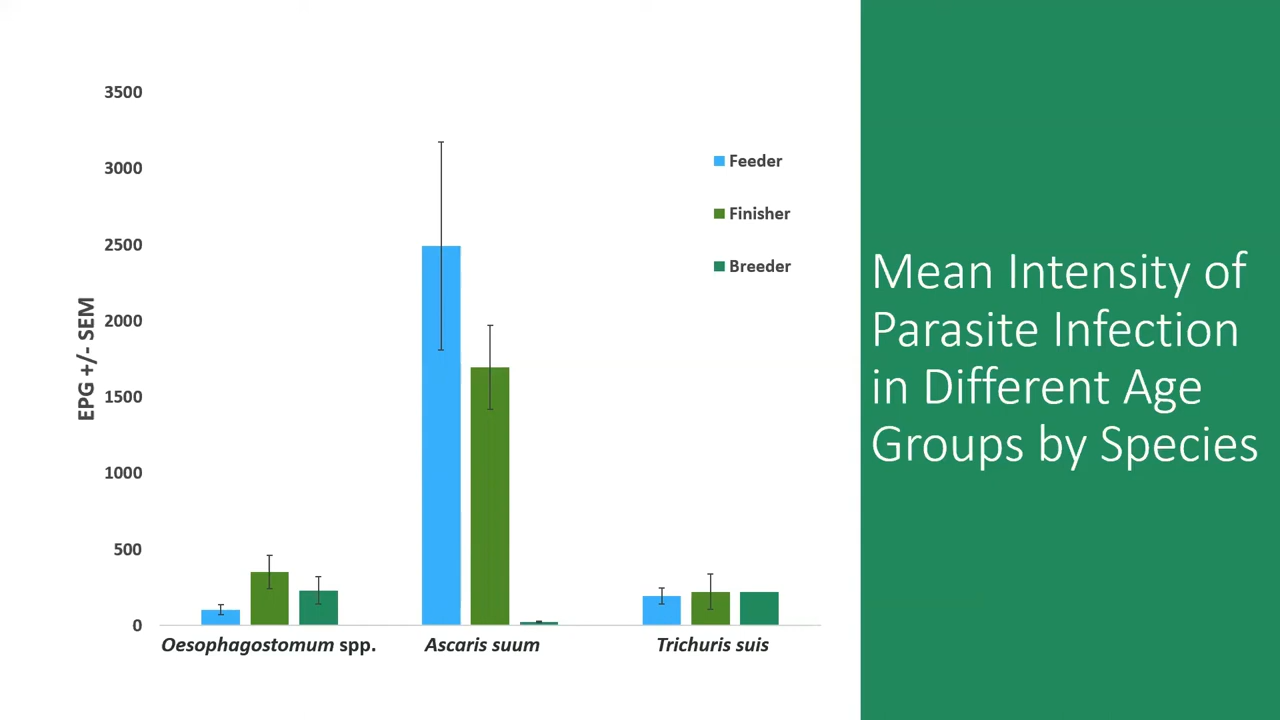 3500
3000
2500
2000
1500
1000
500
0
EPG +/- SEM
Feeder
Finisher
Breeder
Oesophagostomum spp.
Ascaris suum
Trichuris suis
Mean Intensity of
Parasite Infection
in Different Age
Groups by Species